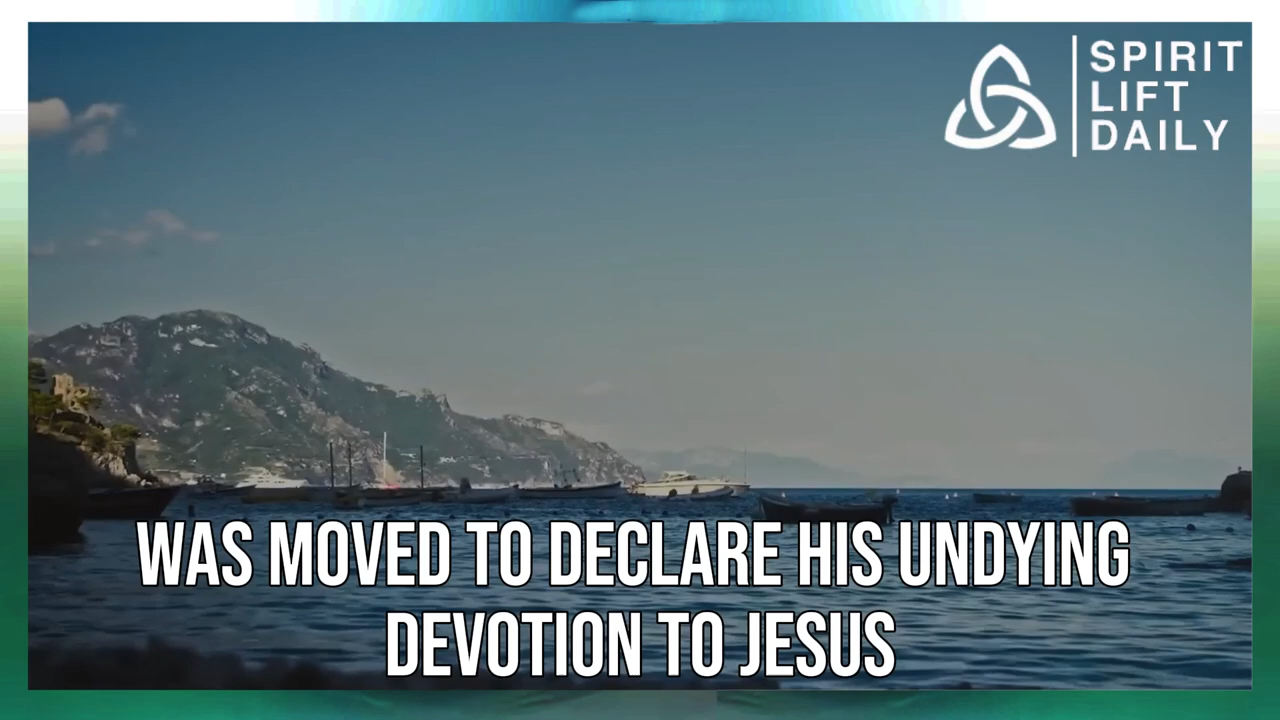 SPIRIT
LIFT
DAILY
WAS MOVED TO DECLARE HIS UNDYING
DEVOTION TO JESUS